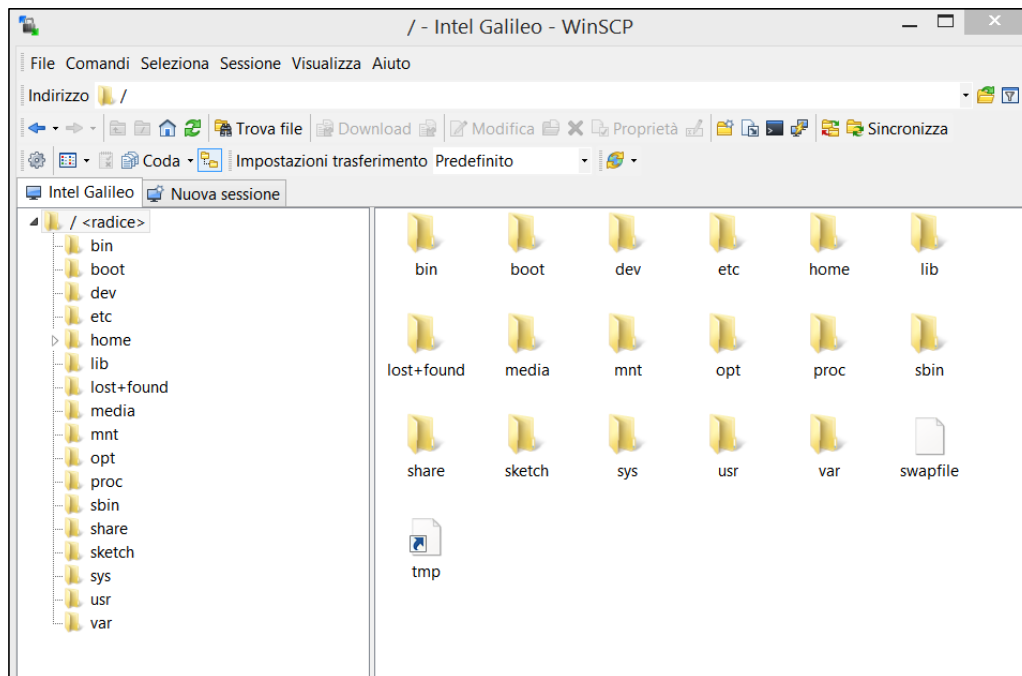 / - Intel Galileo - WinSCP
File Comandi Seleziona Sessione Visualizza Aiuto
Indirizzo /
Trova file Download Modifica Proprietà Sincronizza
Coda Impostazioni trasferimento Predefinito
Intel Galileo Nuova sessione
/ <radice>
bin
boot
dev
etc
home
lib
lost+found
media
mnt
opt
proc
sbin
share
sketch
sys
usr
var
bin boot dev etc home lib
lost+found media mnt opt proc sbin
share sketch sys usr var swapfile
tmp